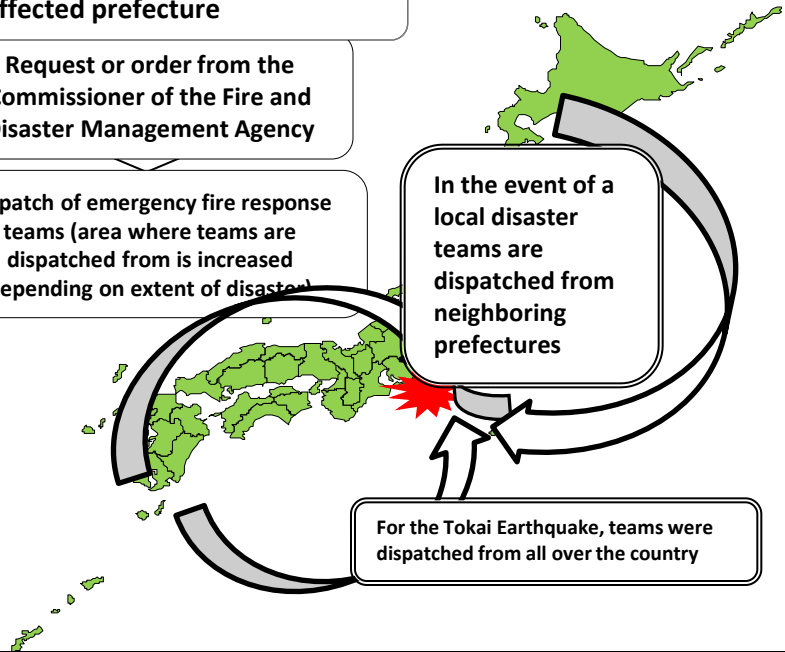 ffected prefecture
Request or order from the
ommissioner of the Fire and
isaster Management Agency
patch of emergency fire response
teams (area where teams are
dispatched from is increased
epending on extent of disaster)
In the event of a
local disaster
teams are
dispatched from
neighboring
prefectures
For the Tokai Earthquake, teams were
dispatched from all over the country